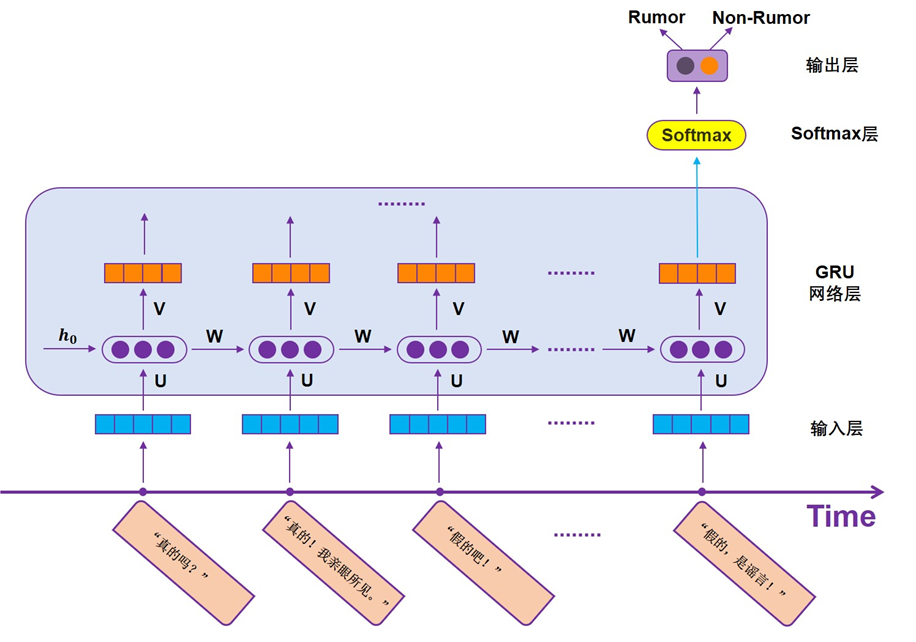 Rumor Non-Rumor
输出层
Softmax
Softmax层
........
GRU
网络层
........
V V V V
h₀ W W W ........ W
U U U U
........
输入层
Time
“真的吗？”
“真的！我亲眼所见。”
“假的吧！”
........
“假的，是谣言！”